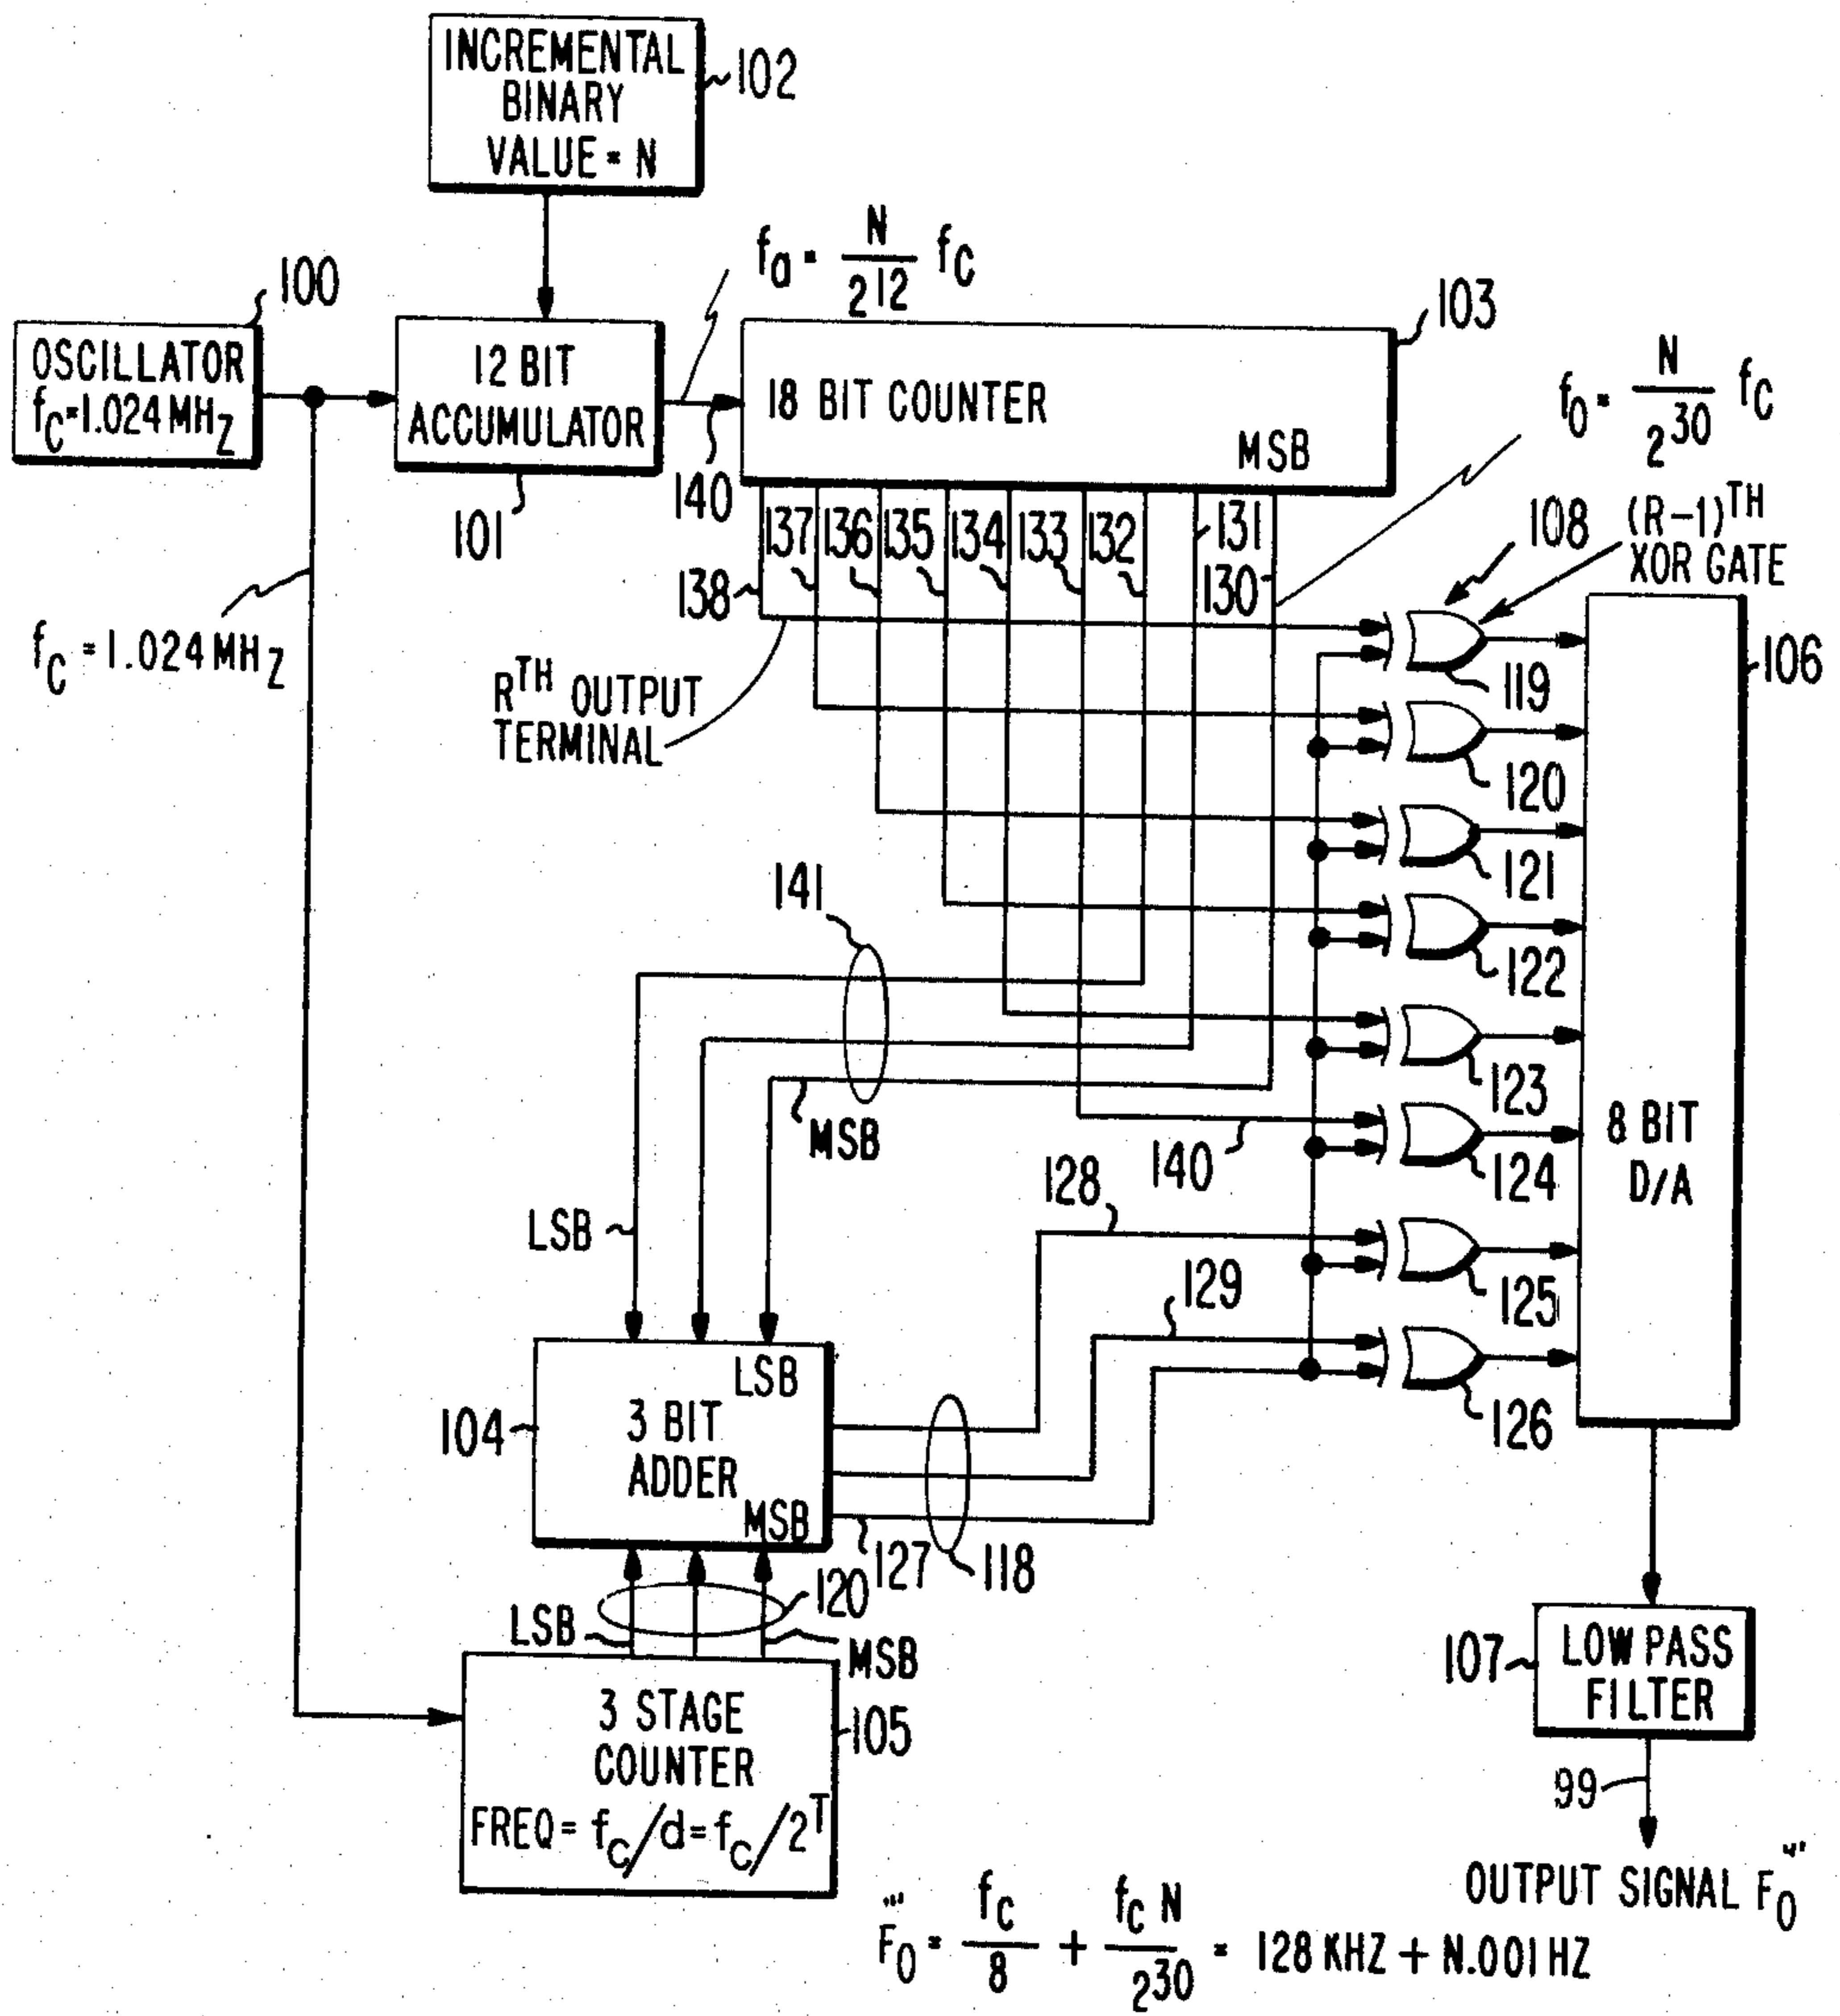 INCREMENTAL
BINARY
VALUE = N
102
fa = N/2^12 fC
100
OSCILLATOR
fC = 1.024 MHZ
12 BIT
ACCUMULATOR
101
140
18 BIT COUNTER
MSB
103
fO = N/2^30 fC
138
137
136
135
134
133
132
131
130
108
(R-1)TH
XOR GATE
106
fC = 1.024 MHZ
RTH OUTPUT
TERMINAL
119
120
121
122
123
124
125
126
8 BIT
D/A
141
MSB
LSB
140
128
129
104
LSB
3 BIT
ADDER
MSB
127
118
120
LSB
MSB
3 STAGE
COUNTER
FREQ = fC/d = fC/2^T
105
107
LOW PASS
FILTER
99
OUTPUT SIGNAL FO'''
FO''' = fC/8 + fC N/2^30 = 128 KHZ + N.001 HZ